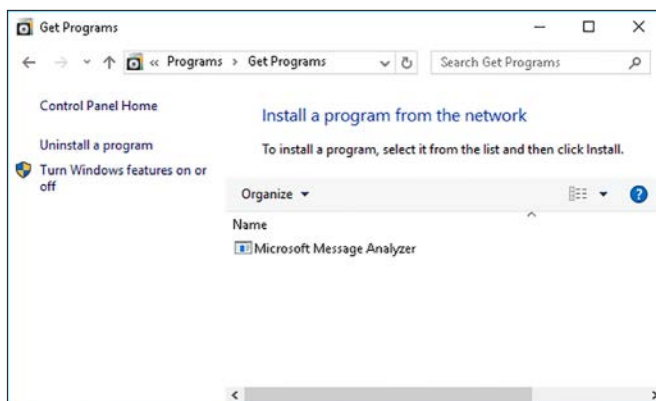 Get Programs
« Programs > Get Programs
Search Get Programs
Control Panel Home
Uninstall a program
Turn Windows features on or
off
Install a program from the network
To install a program, select it from the list and then click Install.
Organize
Name
Microsoft Message Analyzer